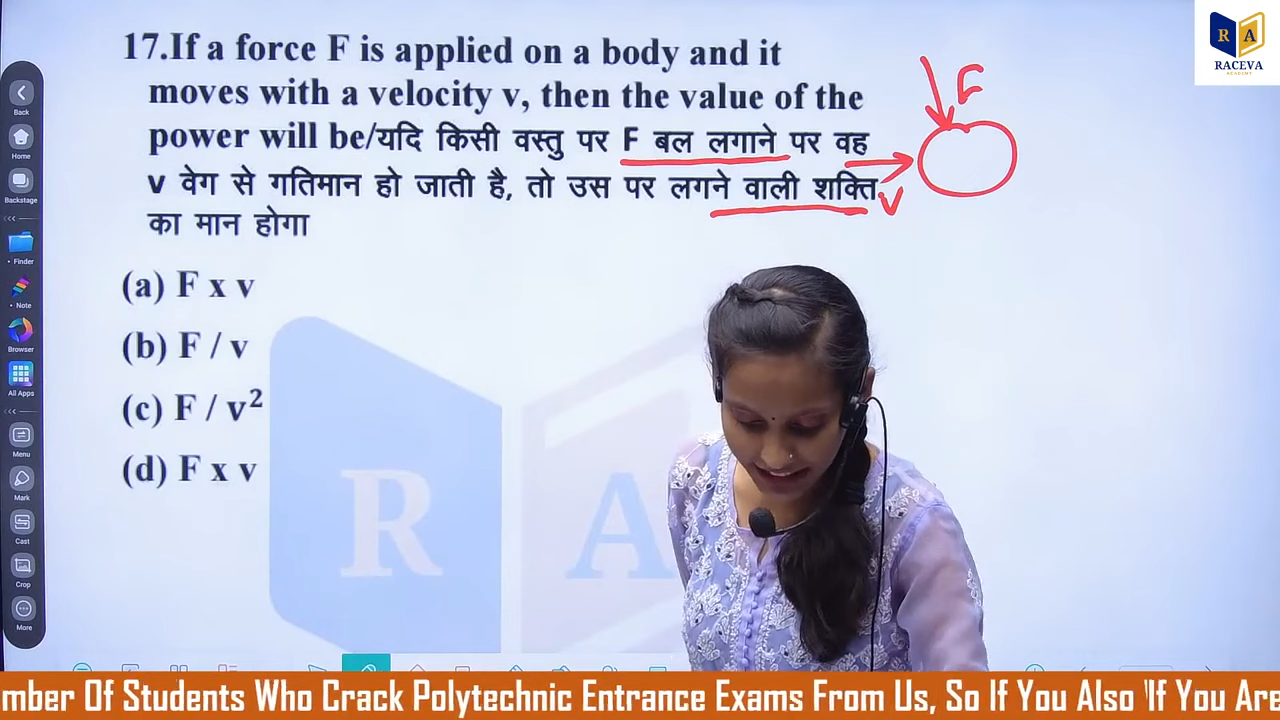 17.If a force F is applied on a body and it
moves with a velocity v, then the value of the
power will be/यदि किसी वस्तु पर F बल लगाने पर वह
v वेग से गतिमान हो जाती है, तो उस पर लगने वाली शक्ति
का मान होगा
(a) F x v
(b) F / v
(c) F / v²
(d) F x v
F
v
R A
RACEVA
ACADEMY
R A
Back
Home
Backstage
Finder
Note
Browser
All Apps
Menu
Mark
Cast
Crop
More
mber Of Students Who Crack Polytechnic Entrance Exams From Us, So If You Also 'If You Are